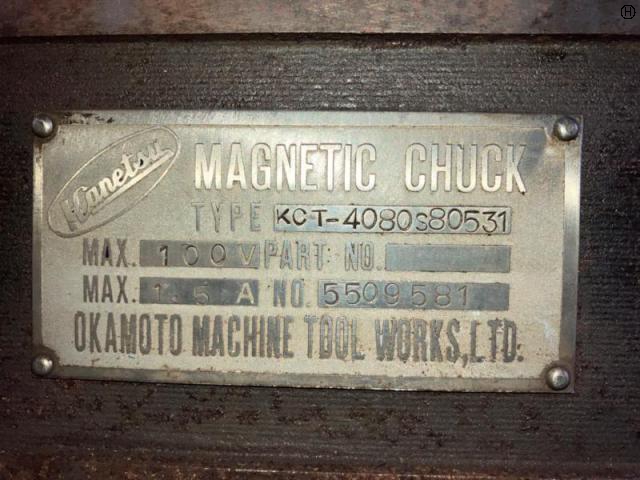 Kanetsu
MAGNETIC CHUCK
TYPE KCT-4080S80531
MAX. 100V PART NO.
MAX. 1.5 A NO. 5509581
OKAMOTO MACHINE TOOL WORKS,LTD.
H